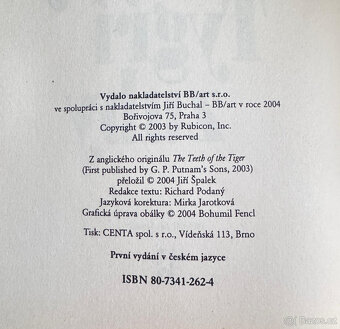 Vydalo nakladatelství BB/art s.r.o.
ve spolupráci s nakladatelstvím Jiří Buchal – BB/art v roce 2004
Bořivojova 75, Praha 3
Copyright © 2003 by Rubicon, Inc.
All rights reserved
Z anglického originálu The Teeth of the Tiger
(First published by G. P. Putnam's Sons, 2003)
přeložil © 2004 Jiří Špalek
Redakce textu: Richard Podaný
Jazyková korektura: Mirka Jarotková
Grafická úprava obálky © 2004 Bohumil Fencl
Tisk: CENTA spol. s r.o., Vídeňská 113, Brno
První vydání v českém jazyce
ISBN 80-7341-262-4
Bazos.cz